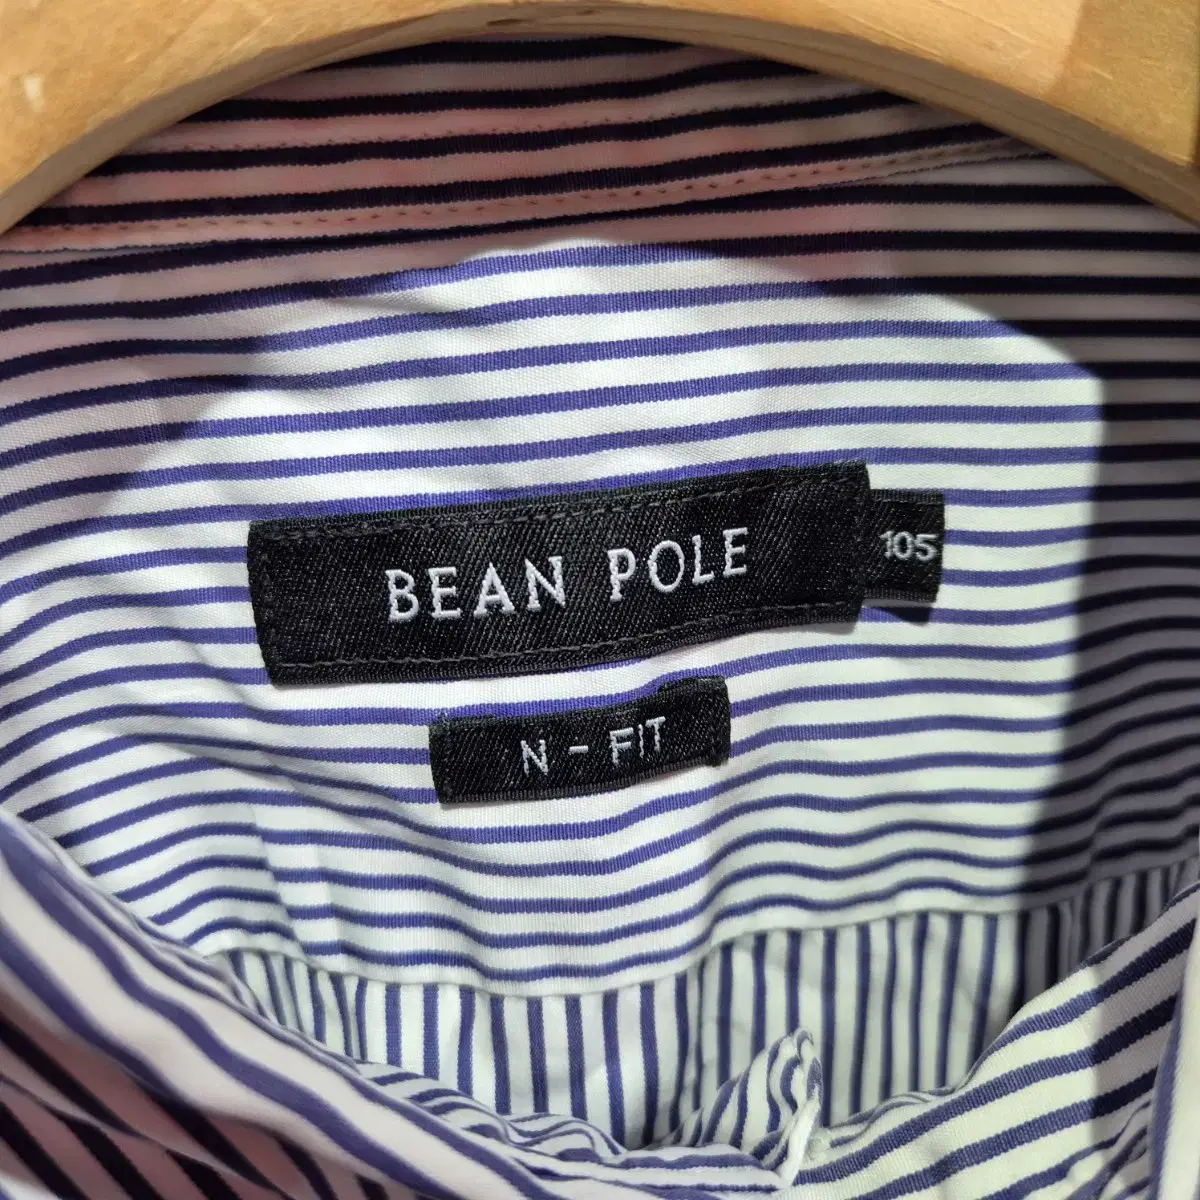 BEAN POLE
105
N - FIT